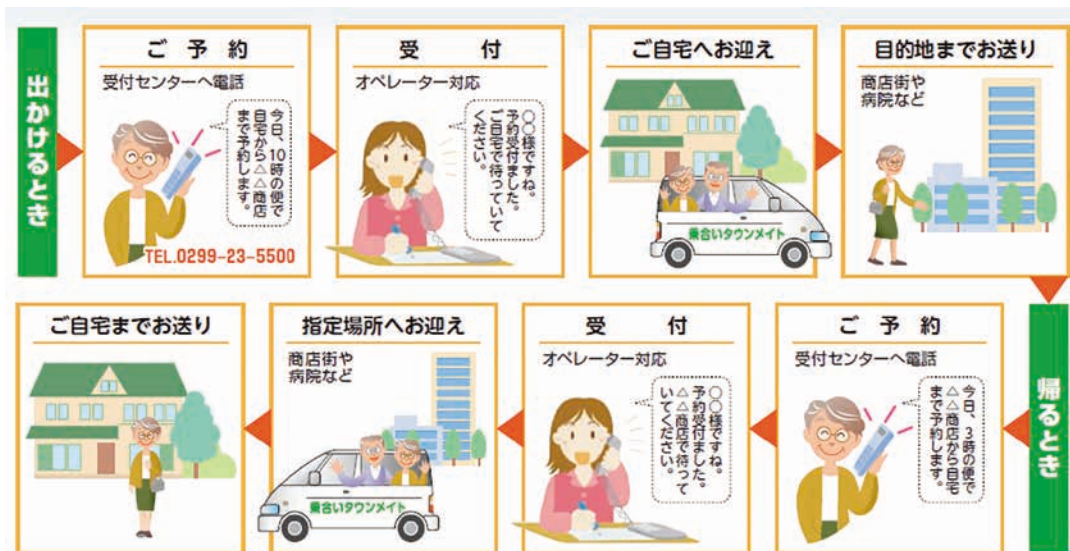 出かけるとき
ご予約
受付センターへ電話
今日、10時の便で
自宅から△△商店
まで予約します。
TEL.0299-23-5500
受付
オペレーター対応
〇〇様ですね。
予約受付ました。
ご自宅で待っていて
ください。
ご自宅へお迎え
乗合いタウンメイト
目的地までお送り
商店街や
病院など
帰るとき
ご予約
受付センターへ電話
今日、3時の便で
△△商店から自宅
まで予約します。
受付
オペレーター対応
〇〇様ですね。
予約受付ました。
△△商店で待って
いてください。
指定場所へお迎え
商店街や
病院など
乗合いタウンメイト
ご自宅までお送り